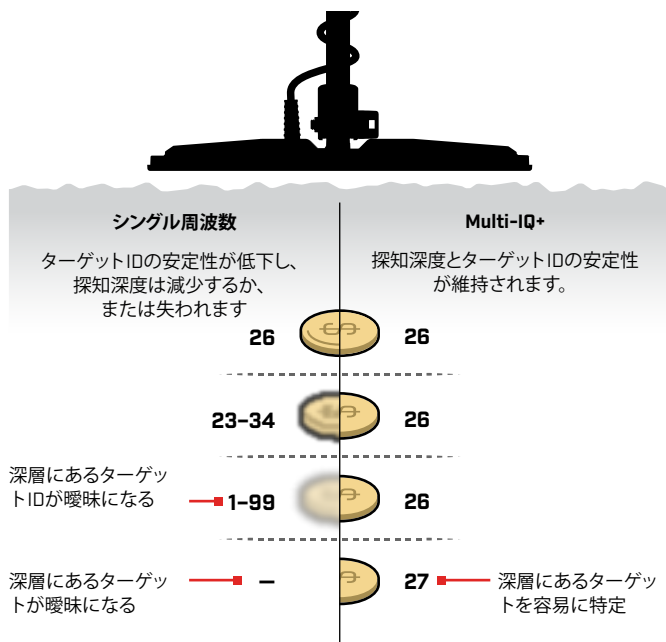 シングル周波数
ターゲットIDの安定性が低下し、
探知深度は減少するか、
または失われます
Multi-IQ+
探知深度とターゲットIDの安定性
が維持されます。
26
26
23–34
26
深層にあるターゲッ
トIDが曖昧になる
1–99
26
深層にあるターゲッ
トが曖昧になる
–
27
深層にあるターゲッ
トを容易に特定